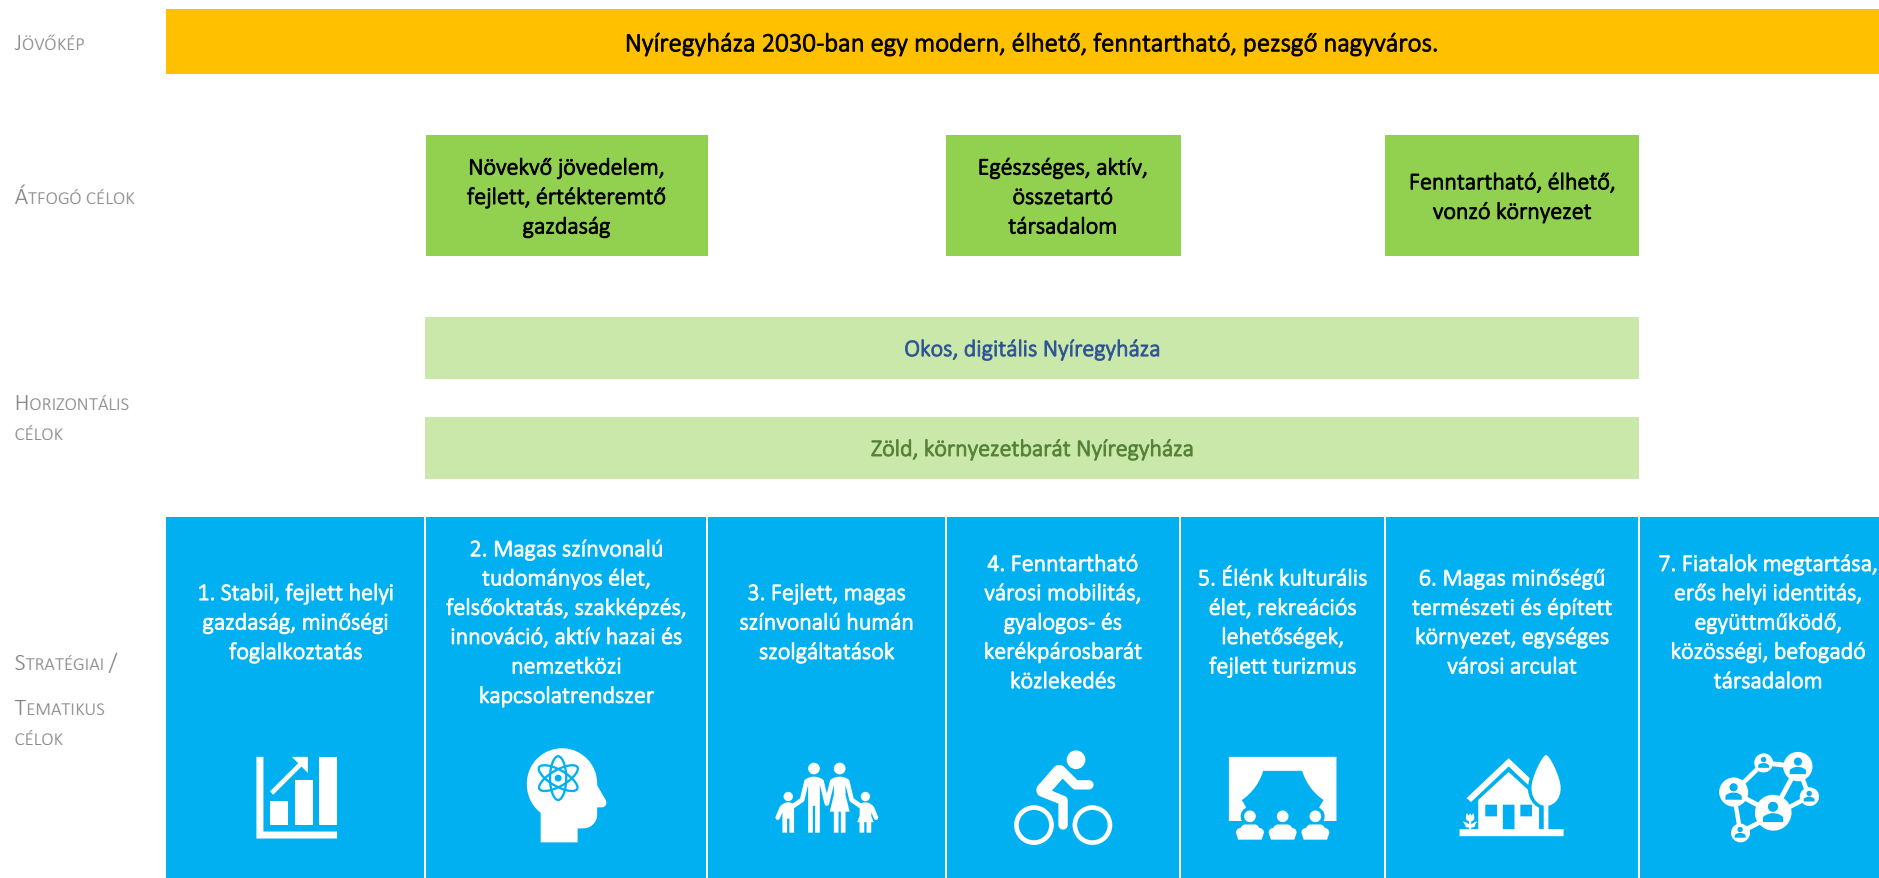 Jövőkép
Nyíregyháza 2030-ban egy modern, élhető, fenntartható, pezsgő nagyváros.
Átfogó célok
Növekvő jövedelem,
fejlett, értékteremtő
gazdaság
Egészséges, aktív,
összetartó
társadalom
Fenntartható, élhető,
vonzó környezet
Horizontális
célok
Okos, digitális Nyíregyháza
Zöld, környezetbarát Nyíregyháza
Stratégiai /
Tematikus
célok
1. Stabil, fejlett helyi
gazdaság, minőségi
foglalkoztatás
2. Magas színvonalú
tudományos élet,
felsőoktatás, szakképzés,
innováció, aktív hazai és
nemzetközi
kapcsolatrendszer
3. Fejlett, magas
színvonalú humán
szolgáltatások
4. Fenntartható
városi mobilitás,
gyalogos- és
kerékpárosbarát
közlekedés
5. Élénk kulturális
élet, rekreációs
lehetőségek,
fejlett turizmus
6. Magas minőségű
természeti és épített
környezet, egységes
városi arculat
7. Fiatalok megtartása,
erős helyi identitás,
együttműködő,
közösségi, befogadó
társadalom